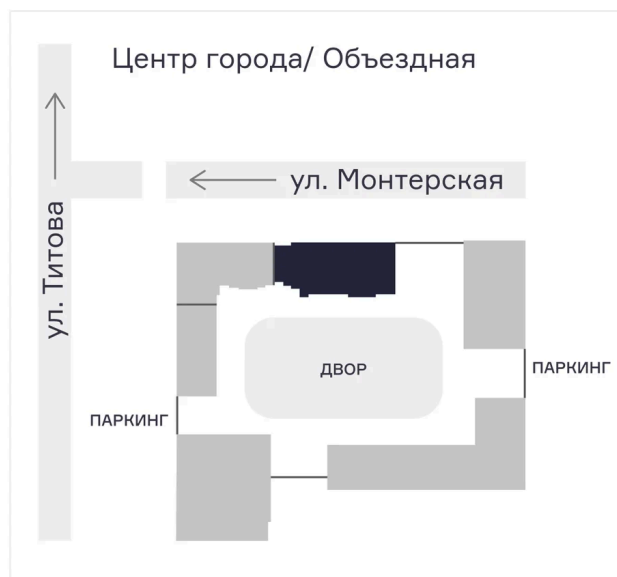 Центр города/ Объездная
ул. Монтерская
ул. Титова
ДВОР
ПАРКИНГ
ПАРКИНГ